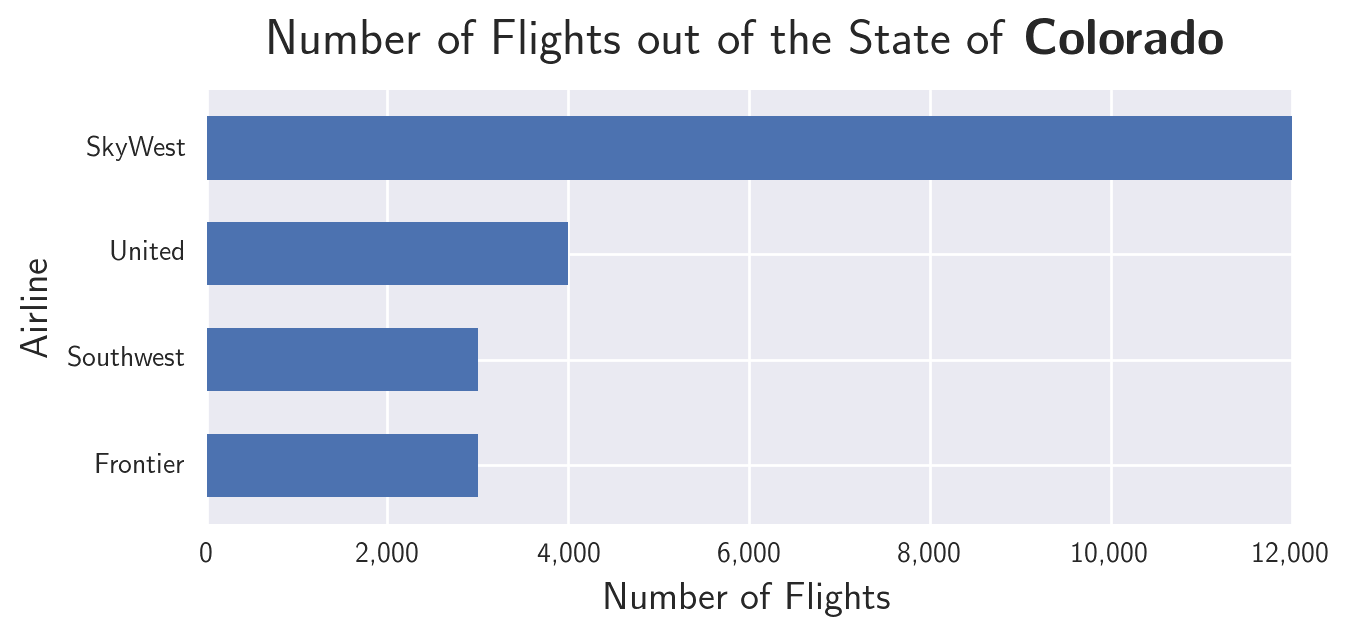 Number of Flights out of the State of Colorado
SkyWest
United
Southwest
Frontier
Airline
0 2,000 4,000 6,000 8,000 10,000 12,000
Number of Flights